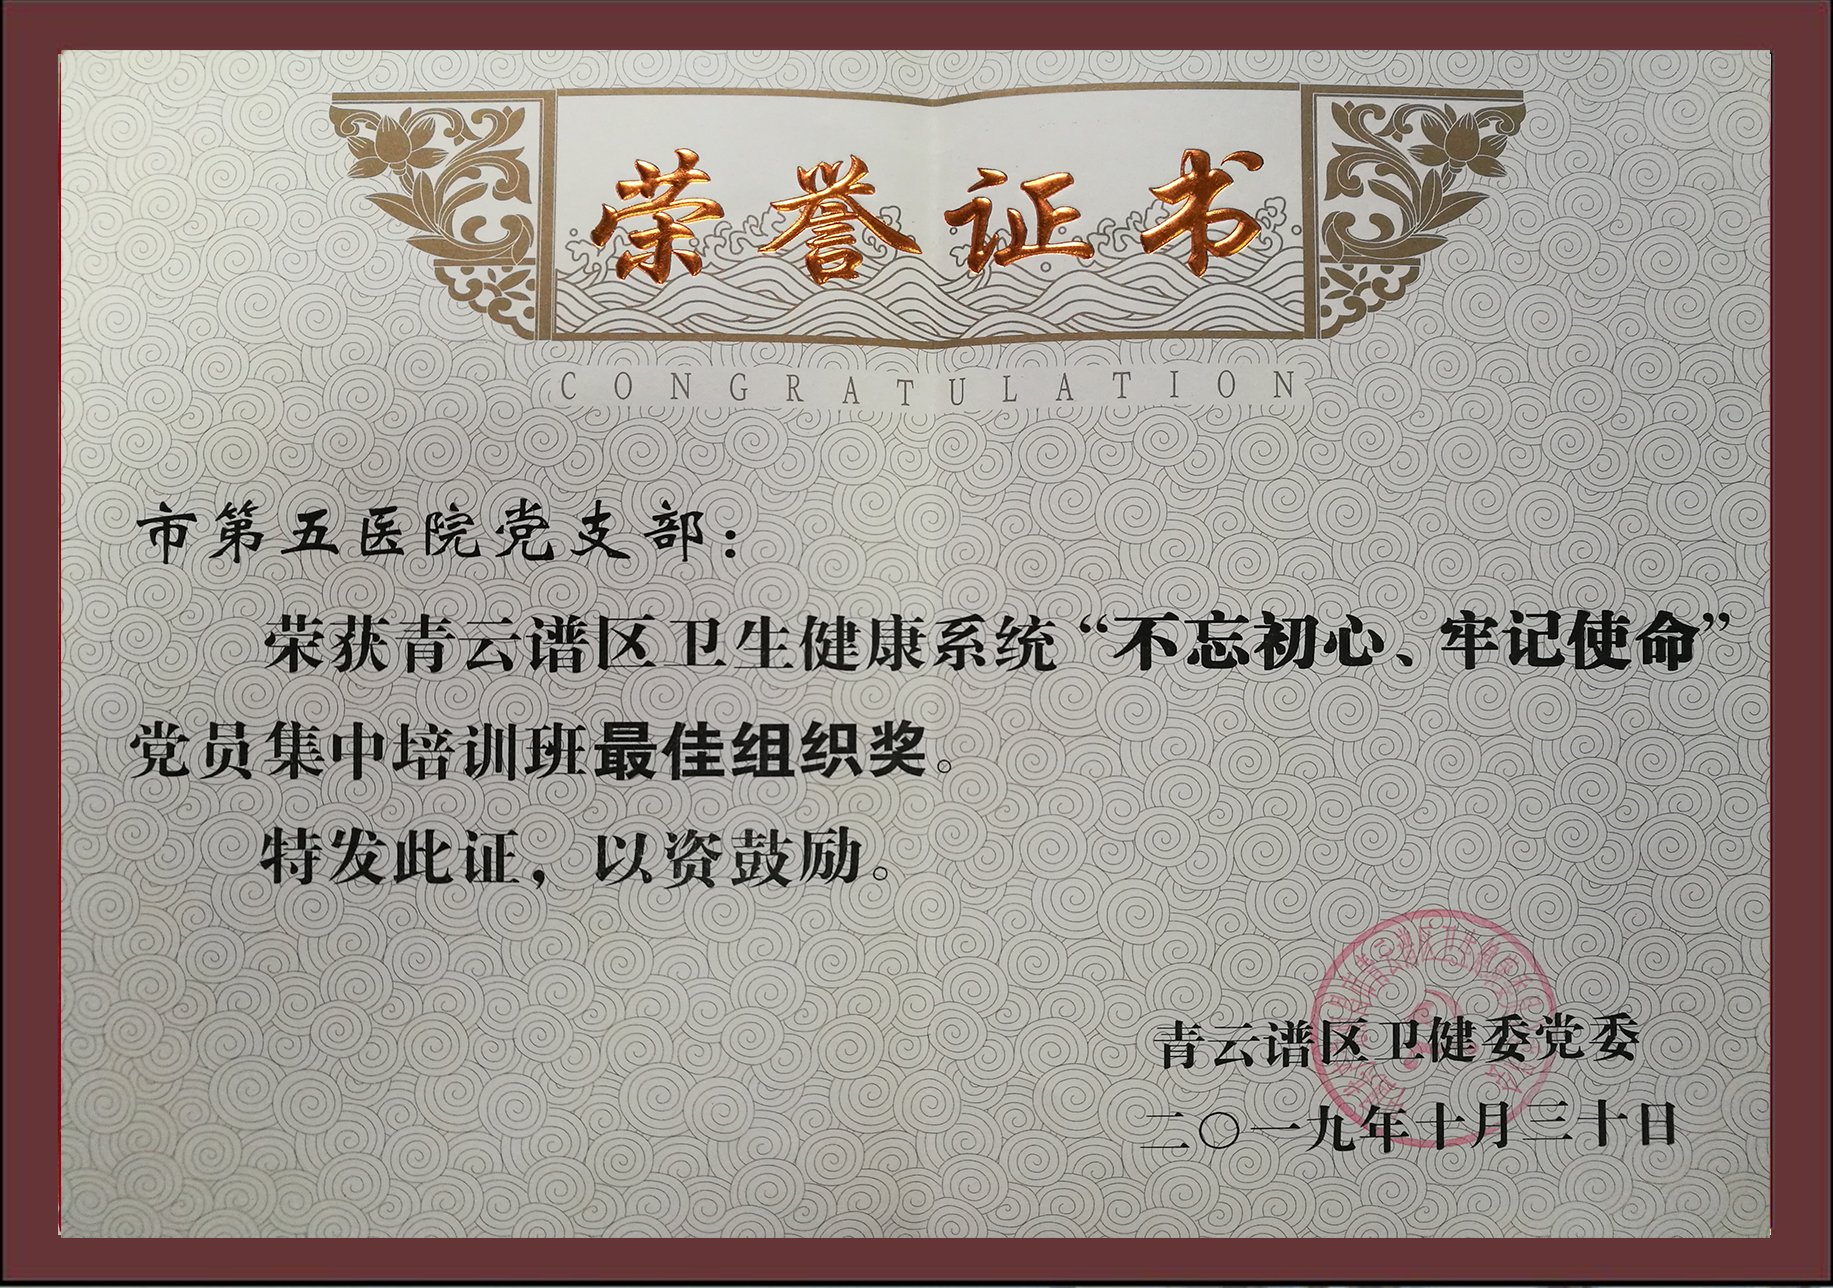 荣誉证书
CONGRATULATION
市第五医院党支部：
荣获青云谱区卫生健康系统“不忘初心、牢记使命”
党员集中培训班最佳组织奖。
特发此证，以资鼓励。
青云谱区卫健委党委
二〇一九年十月三十日